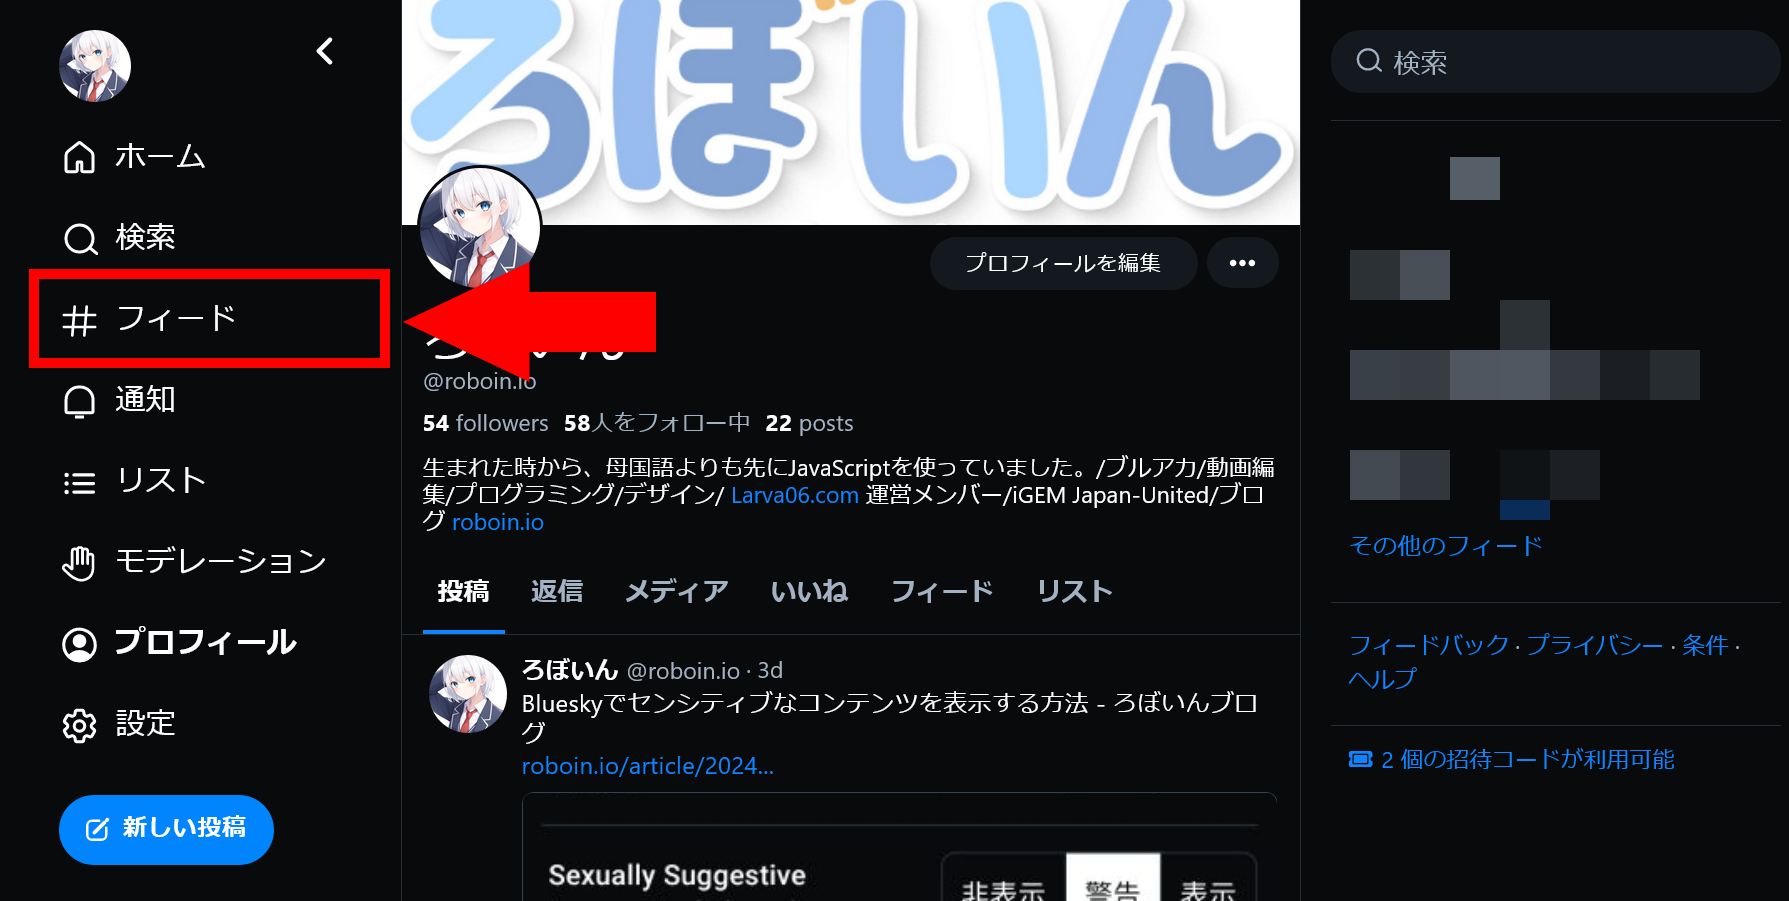 ホーム
検索
フィード
通知
リスト
モデレーション
プロフィール
設定
新しい投稿
ろぼいん
プロフィールを編集
@roboin.io
54 followers 58人をフォロー中 22 posts
生まれた時から、母国語よりも先にJavaScriptを使っていました。/ブルアカ/動画編
集/プログラミング/デザイン/ Larva06.com 運営メンバー/iGEM Japan-United/ブロ
グ roboin.io
投稿 返信 メディア いいね フィード リスト
ろぼいん @roboin.io · 3d
Blueskyでセンシティブなコンテンツを表示する方法 - ろぼいんブロ
グ
roboin.io/article/2024...
Sexually Suggestive
非表示 警告 表示
検索
その他のフィード
フィードバック · プライバシー · 条件 ·
ヘルプ
2 個の招待コードが利用可能